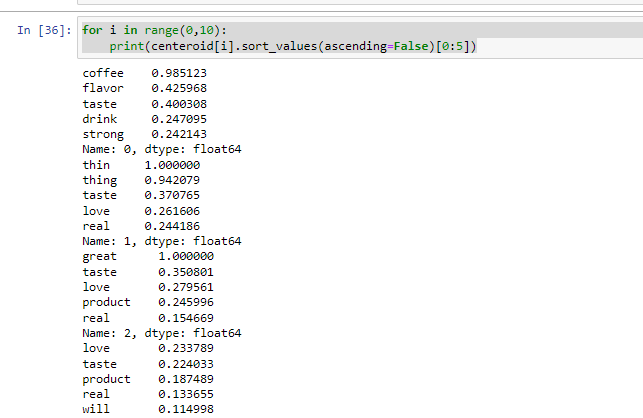 In [36]: for i in range(0,10):
print(centeroid[i].sort_values(ascending=False)[0:5])
coffee 0.985123
flavor 0.425968
taste 0.400308
drink 0.247095
strong 0.242143
Name: 0, dtype: float64
thin 1.000000
thing 0.942079
taste 0.370765
love 0.261606
real 0.244186
Name: 1, dtype: float64
great 1.000000
taste 0.350801
love 0.279561
product 0.245996
real 0.154669
Name: 2, dtype: float64
love 0.233789
taste 0.224033
product 0.187489
real 0.133655
will 0.114998